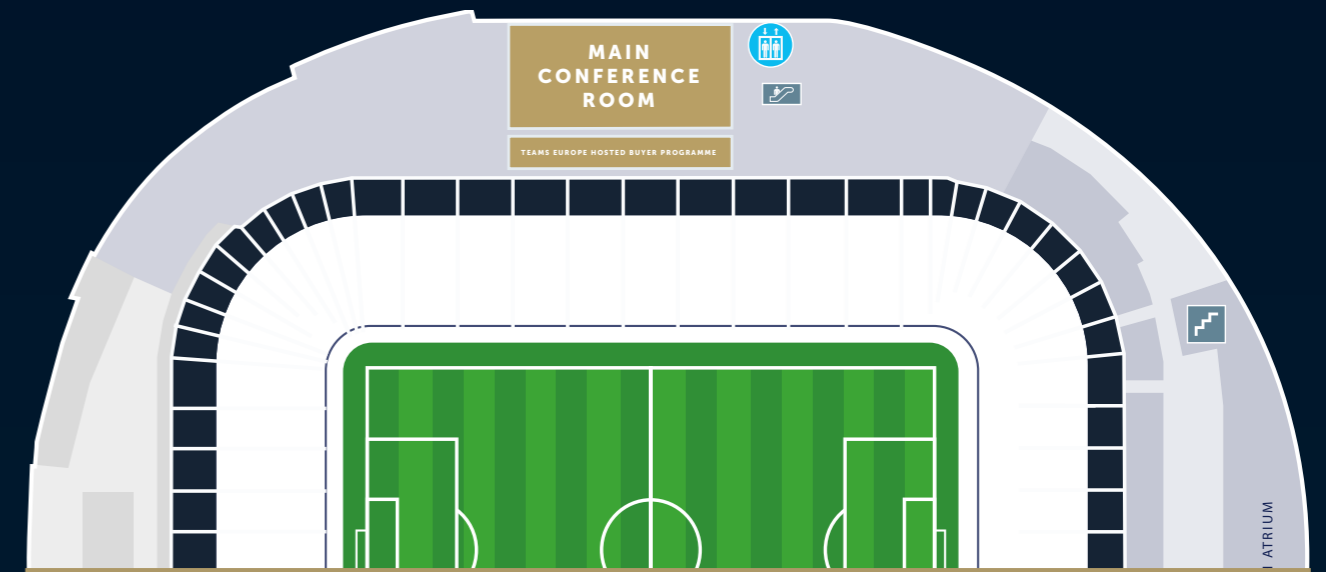 MAIN
CONFERENCE
ROOM
TEAMS EUROPE HOSTED BUYER PROGRAMME
ATRIUM